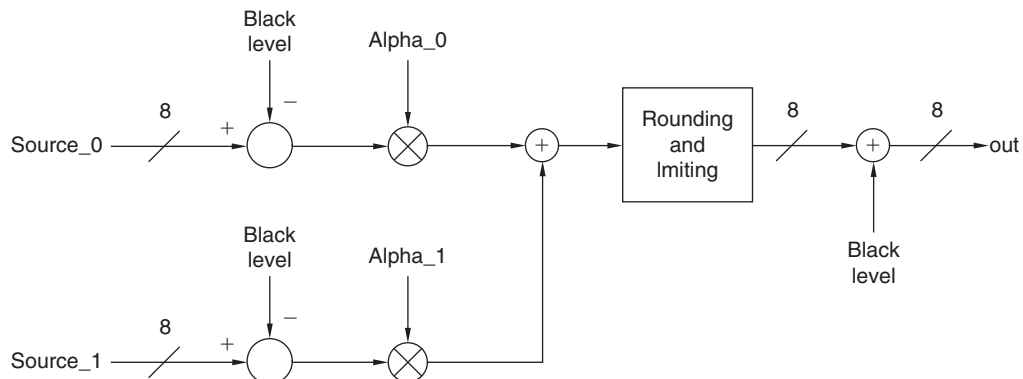 Black
level
Alpha_0
8
+
−
Source_0
Rounding
and
lmiting
8
8
+
+
out
Black
level
Black
level
Alpha_1
8
+
−
Source_1